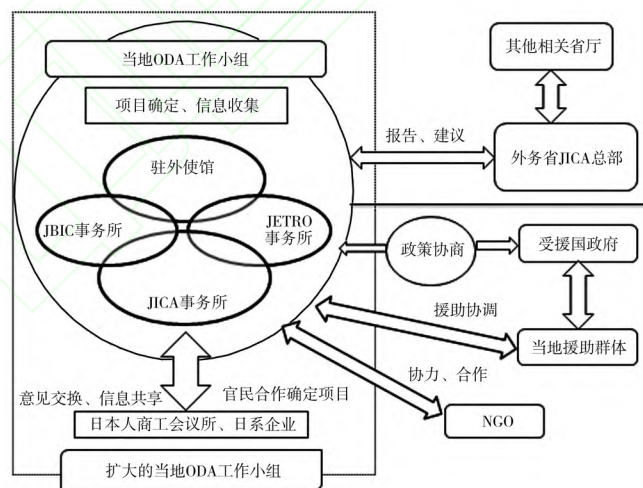 当地ODA工作小组
项目确定、信息收集
驻外使馆
JBIC事务所
JETRO
事务所
JICA事务所
意见交换、信息共享
官民合作确定项目
日本人商工会议所、日系企业
扩大的当地ODA工作小组
其他相关省厅
报告、建议
外务省JICA总部
政策协商
受援国政府
援助协调
当地援助群体
协力、合作
NGO